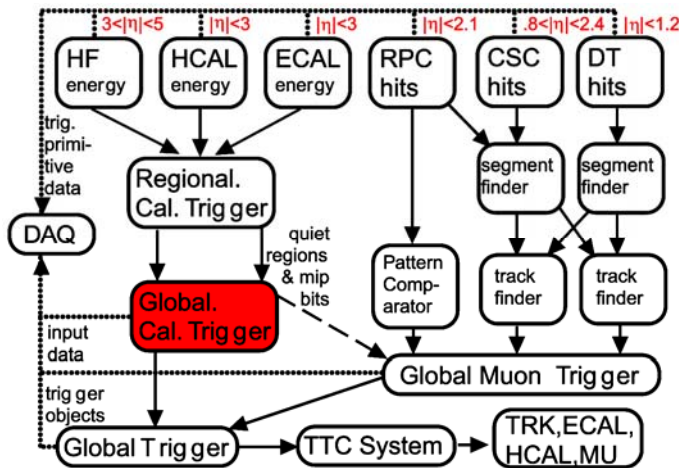 3<|η|<5
|η|<3
|η|<3
|η|<2.1
.8<|η|<2.4
|η|<1.2
HF
energy
HCAL
energy
ECAL
energy
RPC
hits
CSC
hits
DT
hits
trig.
primi-
tive
data
Regional.
Cal. Trigger
segment
finder
segment
finder
DAQ
quiet
regions
& mip
bits
Pattern
Comp-
arator
track
finder
track
finder
Global.
Cal. Trigger
input
data
Global Muon Trigger
trigger
objects
Global Trigger
TTC System
TRK,ECAL,
HCAL,MU